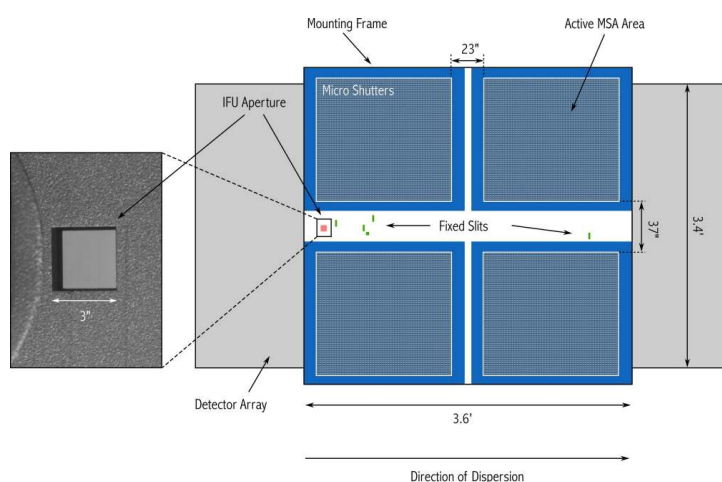 Mounting Frame
Active MSA Area
23"
IFU Aperture
Micro Shutters
Fixed Slits
37"
3.4'
3"
Detector Array
3.6'
Direction of Dispersion